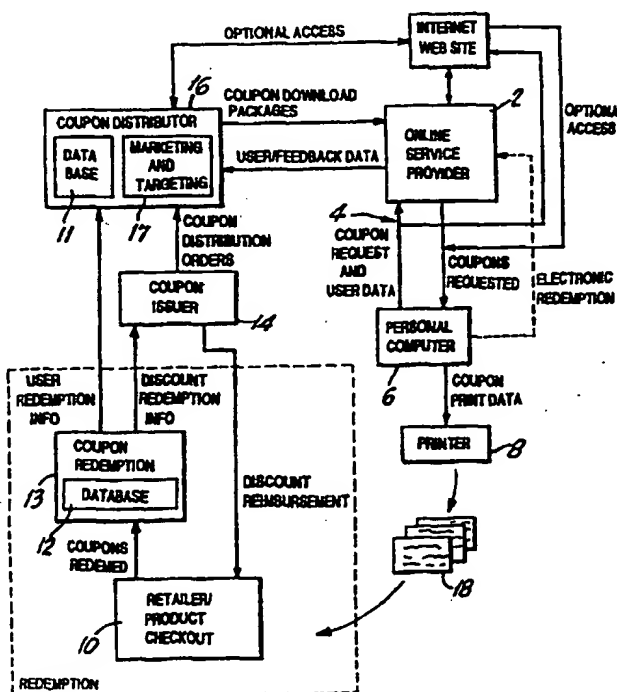 OPTIONAL ACCESS
INTERNET
WEB SITE
16
COUPON DOWNLOAD
PACKAGES
2
COUPON DISTRIBUTOR
DATA
BASE
MARKETING
AND
TARGETING
11
17
ONLINE
SERVICE
PROVIDER
OPTIONAL
ACCESS
USER/FEEDBACK DATA
4
COUPON
DISTRIBUTION
ORDERS
COUPON
REQUEST
AND
USER DATA
COUPONS
REQUESTED
ELECTRONIC
REDEMPTION
COUPON
ISSUER
14
PERSONAL
COMPUTER
6
USER
REDEMPTION
INFO
DISCOUNT
REDEMPTION
INFO
COUPON
PRINT DATA
PRINTER
8
COUPON
REDEMPTION
DATABASE
13
12
DISCOUNT
REIMBURSEMENT
COUPONS
REDEEMED
18
RETAILER/
PRODUCT
CHECKOUT
10
REDEMPTION